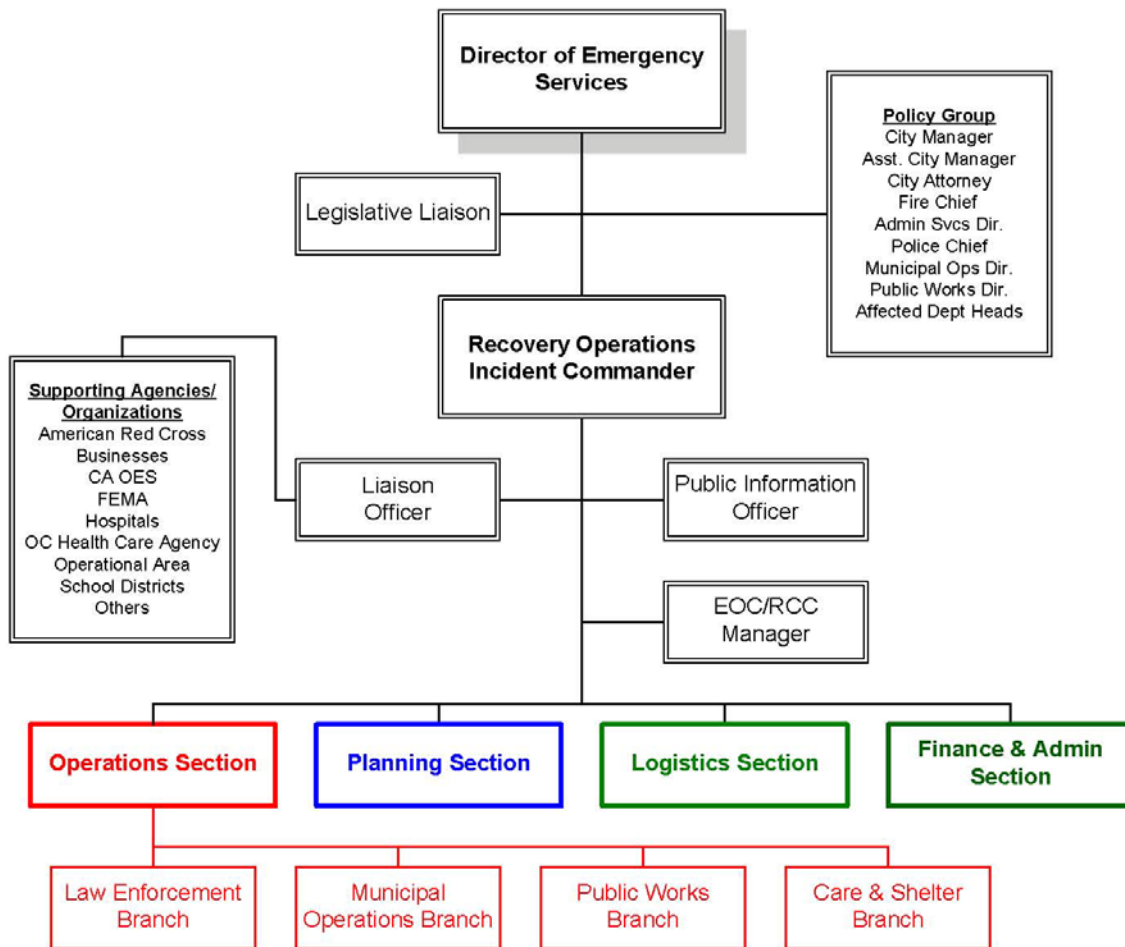 Director of Emergency
Services
Policy Group
City Manager
Asst. City Manager
City Attorney
Fire Chief
Admin Svcs Dir.
Police Chief
Municipal Ops Dir.
Public Works Dir.
Affected Dept Heads
Legislative Liaison
Recovery Operations
Incident Commander
Supporting Agencies/
Organizations
American Red Cross
Businesses
CA OES
FEMA
Hospitals
OC Health Care Agency
Operational Area
School Districts
Others
Liaison
Officer
Public Information
Officer
EOC/RCC
Manager
Operations Section
Planning Section
Logistics Section
Finance & Admin
Section
Law Enforcement
Branch
Municipal
Operations Branch
Public Works
Branch
Care & Shelter
Branch